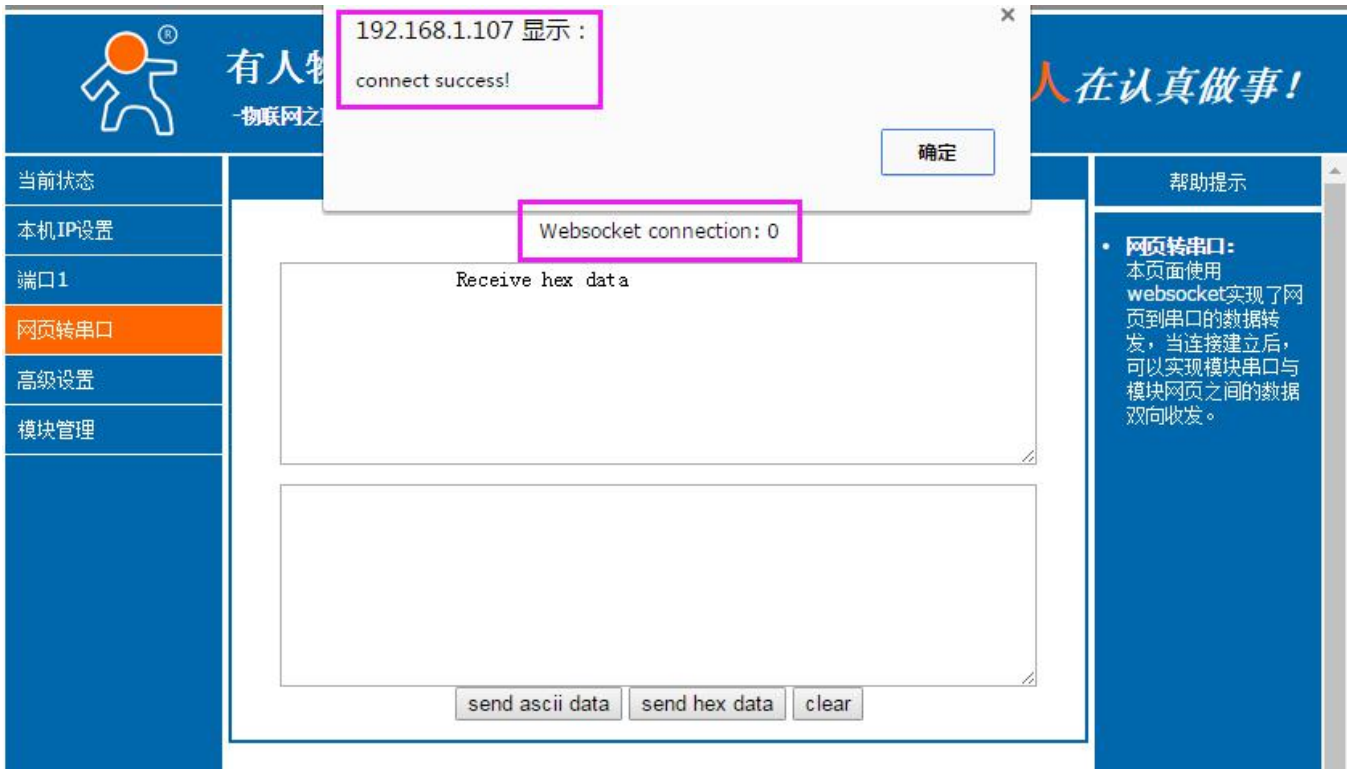 ®
有人物
-物联网之
192.168.1.107 显示：
connect success!
×
确定
人在认真做事!
当前状态
本机IP设置
端口1
网页转串口
高级设置
模块管理
Websocket connection: 0
Receive hex data
send ascii data
send hex data
clear
帮助提示
• 网页转串口：
本页面使用
websocket实现了网
页到串口的数据转
发，当连接建立后，
可以实现模块串口与
模块网页之间的数据
双向收发。